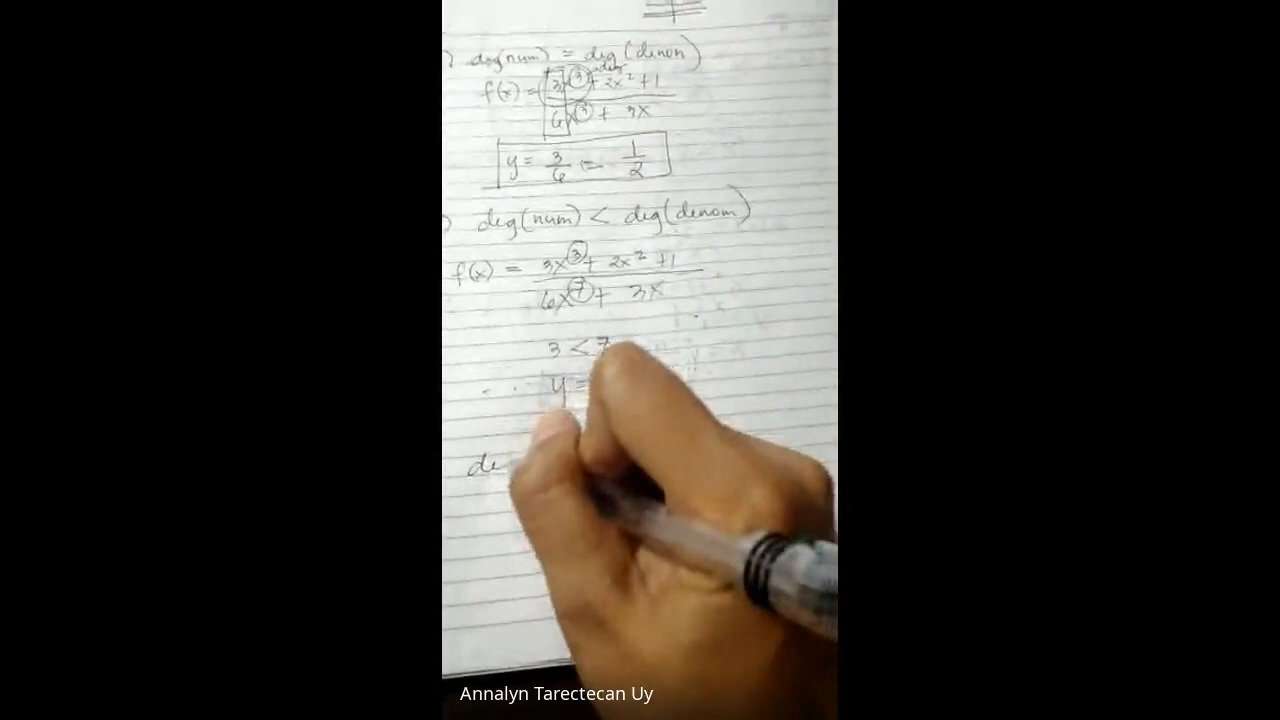 ) deg(num) = deg(denom)
f(x) = 3x³ + 2x² + 1
6x³ + 3x
y = 3/6 = 1/2
) deg(num) < deg(denom)
f(x) = 3x³ + 2x² + 1
6x⁷ + 3x
3 < 7
y =
de
Annalyn Tarectecan Uy